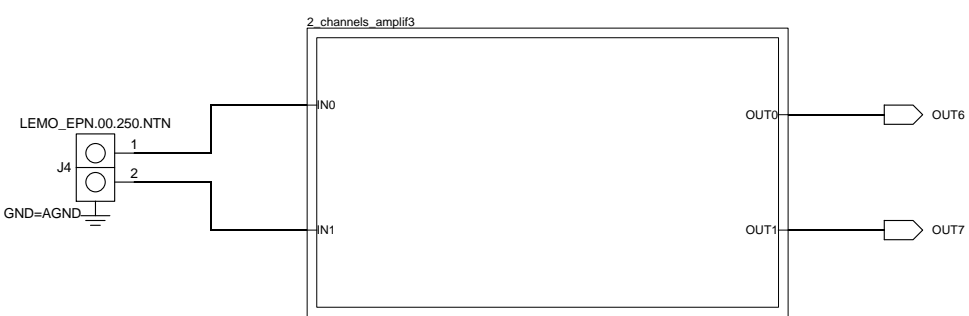 2_channels_amplif3
IN0
OUT0
OUT6
LEMO_EPN.00.250.NTN
1
J4
2
GND=AGND
IN1
OUT1
OUT7